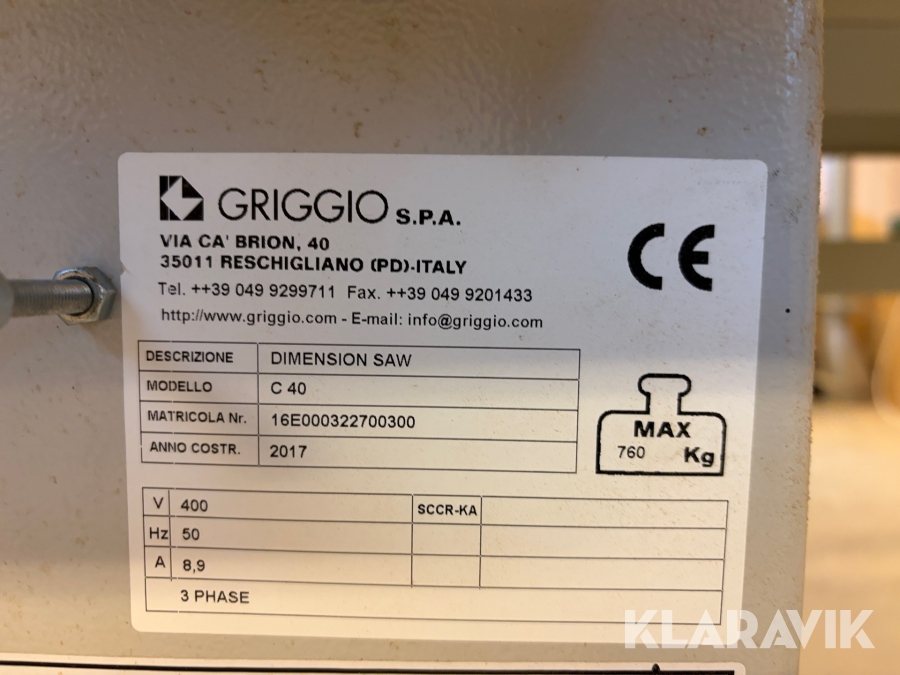 GRIGGIO S.P.A.
VIA CA' BRION, 40
35011 RESCHIGLIANO (PD)-ITALY
Tel. ++39 049 9299711 Fax. ++39 049 9201433
http://www.griggio.com - E-mail: info@griggio.com
CE
DESCRIZIONE DIMENSION SAW
MODELLO C 40
MATRICOLA Nr. 16E000322700300
ANNO COSTR. 2017
MAX
760 Kg
V 400 SCCR-KA
Hz 50
A 8,9
3 PHASE
KLARAVIK